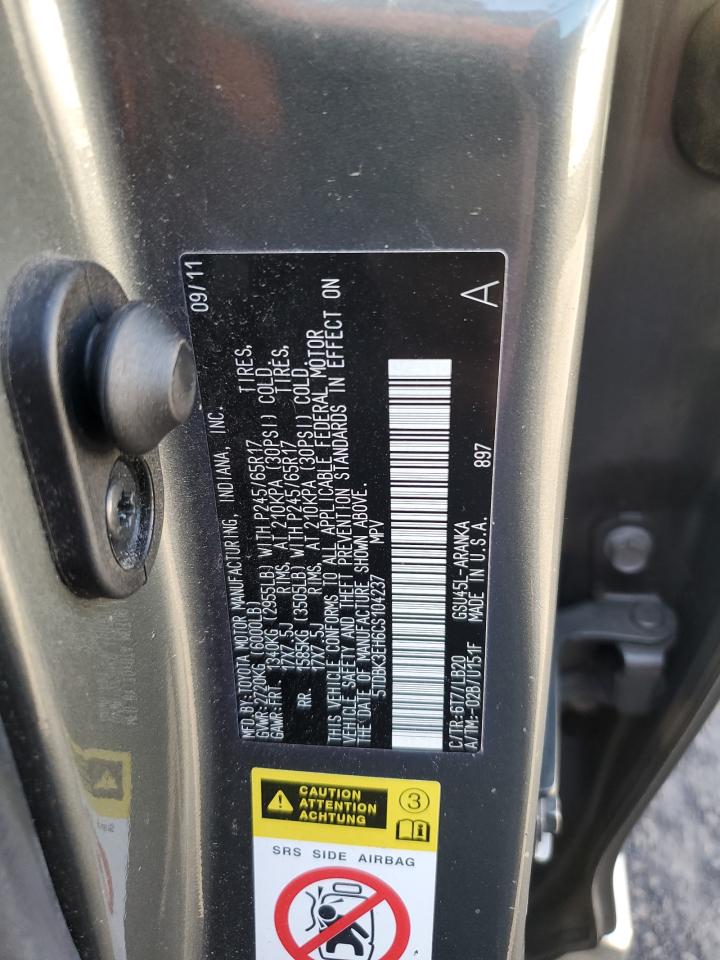 MFD. BY: TOYOTA MOTOR MANUFACTURING, INDIANA, INC. 09/11
GVWR: 2720KG (6000LB)
GAWR: FRT. 1340KG (2955LB) WITH P245/65R17 TIRES,
17X7.5J RIMS, AT 210KPA (30PSI) COLD.
RR. 1585KG (3505LB) WITH P245/65R17 TIRES,
17X7.5J RIMS, AT 210KPA (30PSI) COLD.
THIS VEHICLE CONFORMS TO ALL APPLICABLE FEDERAL MOTOR
VEHICLE SAFETY AND THEFT PREVENTION STANDARDS IN EFFECT ON
THE DATE OF MANUFACTURE SHOWN ABOVE.
5TDBK3EH6CS104237 MPV
C/TR:6T7/LB20 GSU45L-ARANKA 897 A
A/TM:-02B/U151F MADE IN U.S.A.
CAUTION
ATTENTION
ACHTUNG
3
SRS SIDE AIRBAG